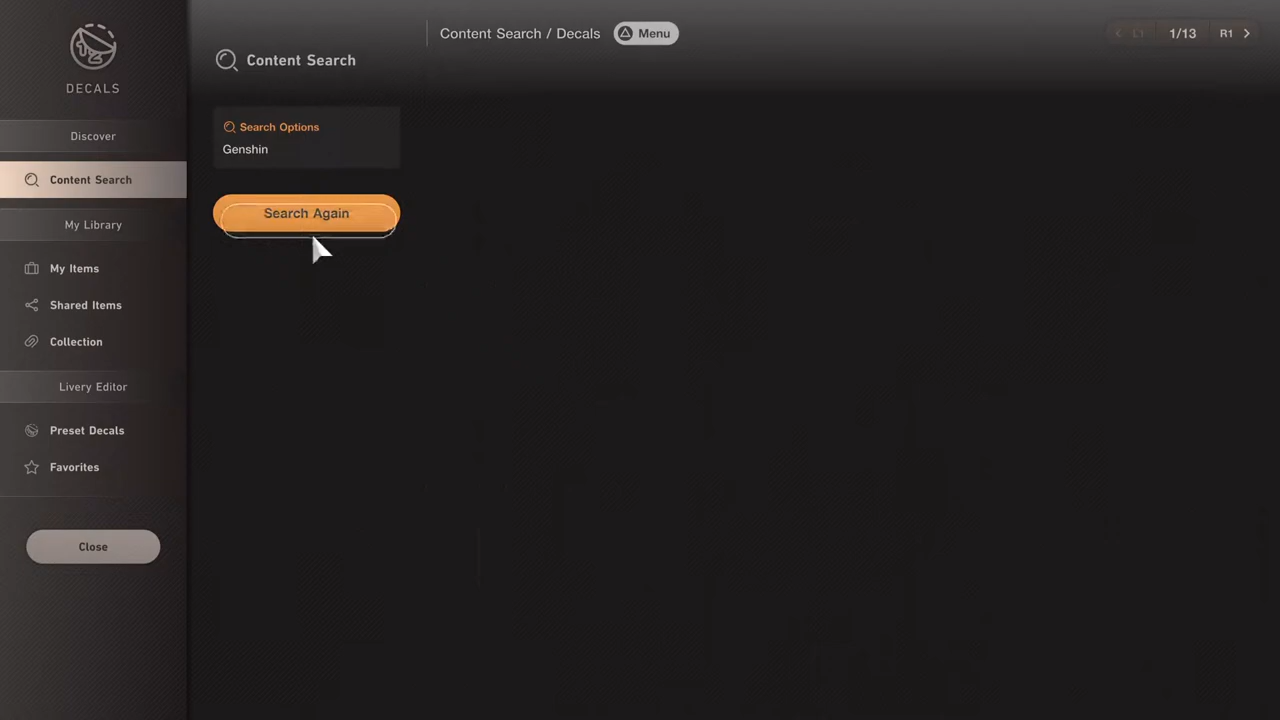 DECALS
Discover
Content Search
My Library
My Items
Shared Items
Collection
Livery Editor
Preset Decals
Favorites
Close
Content Search / Decals
Menu
L1
1/13
R1
Content Search
Search Options
Genshin
Search Again